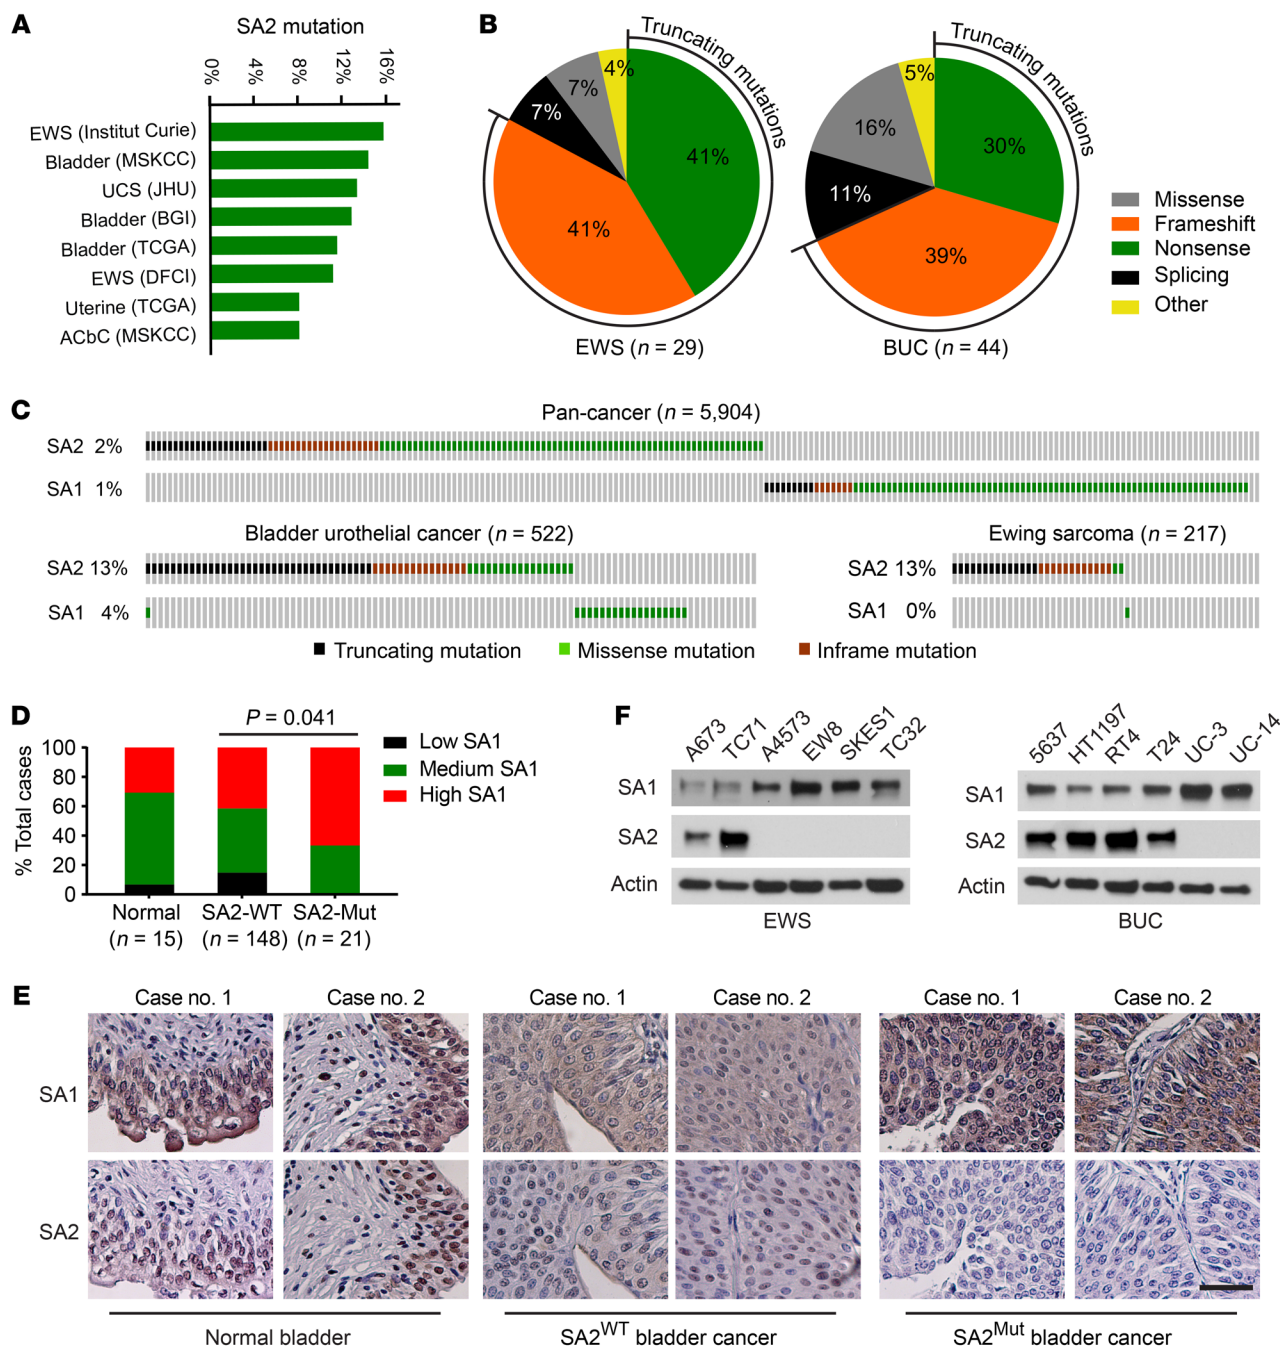 A
SA2 mutation
0% 4% 8% 12% 16%
EWS (Institut Curie)
Bladder (MSKCC)
UCS (JHU)
Bladder (BGI)
Bladder (TCGA)
EWS (DFCI)
Uterine (TCGA)
ACbC (MSKCC)
B
Truncating mutations
4%
7%
7%
41%
41%
EWS (n = 29)
Truncating mutations
5%
16%
11%
30%
39%
BUC (n = 44)
Missense
Frameshift
Nonsense
Splicing
Other
C
Pan-cancer (n = 5,904)
SA2 2%
SA1 1%
Bladder urothelial cancer (n = 522)
SA2 13%
SA1 4%
Ewing sarcoma (n = 217)
SA2 13%
SA1 0%
Truncating mutation Missense mutation Inframe mutation
D
P = 0.041
% Total cases
100
80
60
40
20
0
Normal SA2-WT SA2-Mut
(n = 15) (n = 148) (n = 21)
Low SA1
Medium SA1
High SA1
F
A673 TC71 A4573 EW8 SKES1 TC32
SA1
SA2
Actin
EWS
5637 HT1197 RT4 T24 UC-3 UC-14
SA1
SA2
Actin
BUC
E
Case no. 1 Case no. 2 Case no. 1 Case no. 2 Case no. 1 Case no. 2
SA1
SA2
Normal bladder SA2WT bladder cancer SA2Mut bladder cancer